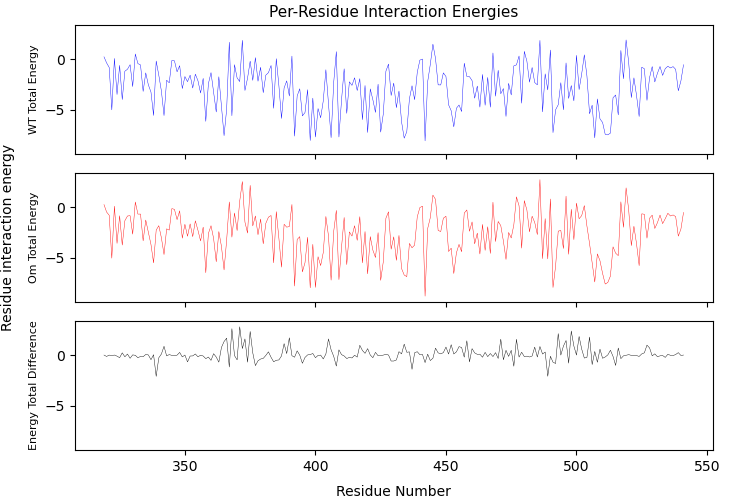 Per-Residue Interaction Energies
WT Total Energy
0
−5
Om Total Energy
0
−5
Residue interaction energy
Energy Total Difference
0
−5
350
400
450
500
550
Residue Number